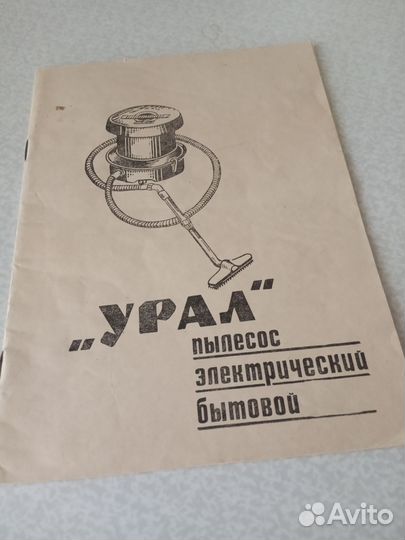 „УРАЛ“
пылесос
электрический
бытовой
Avito